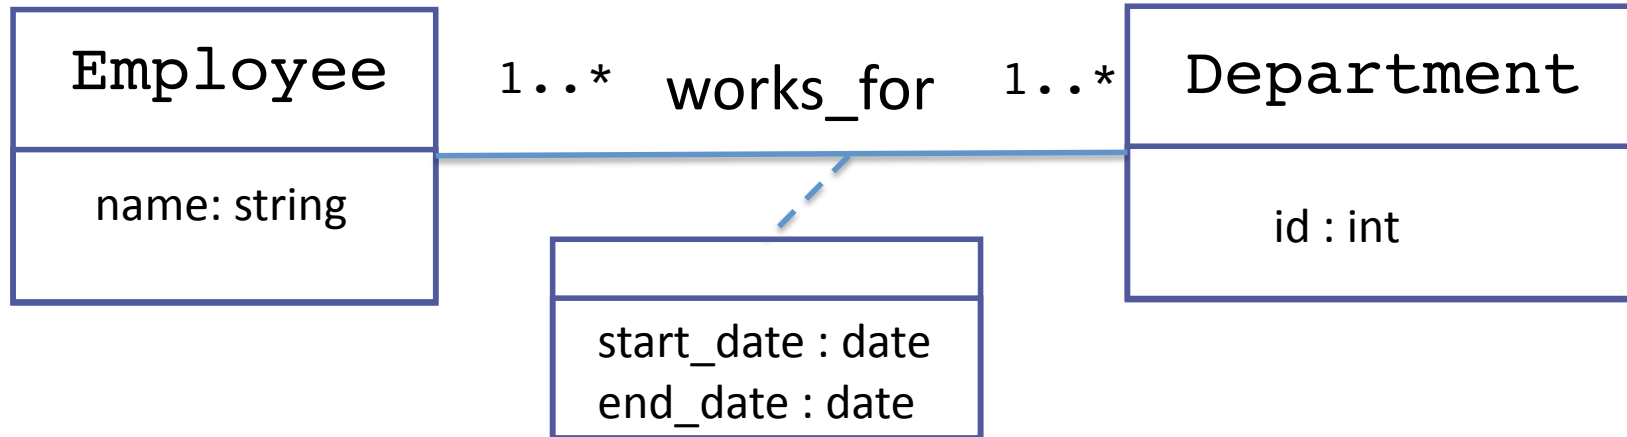 Employee
1..*
works_for
1..*
Department
name: string
id : int
start_date : date
end_date : date